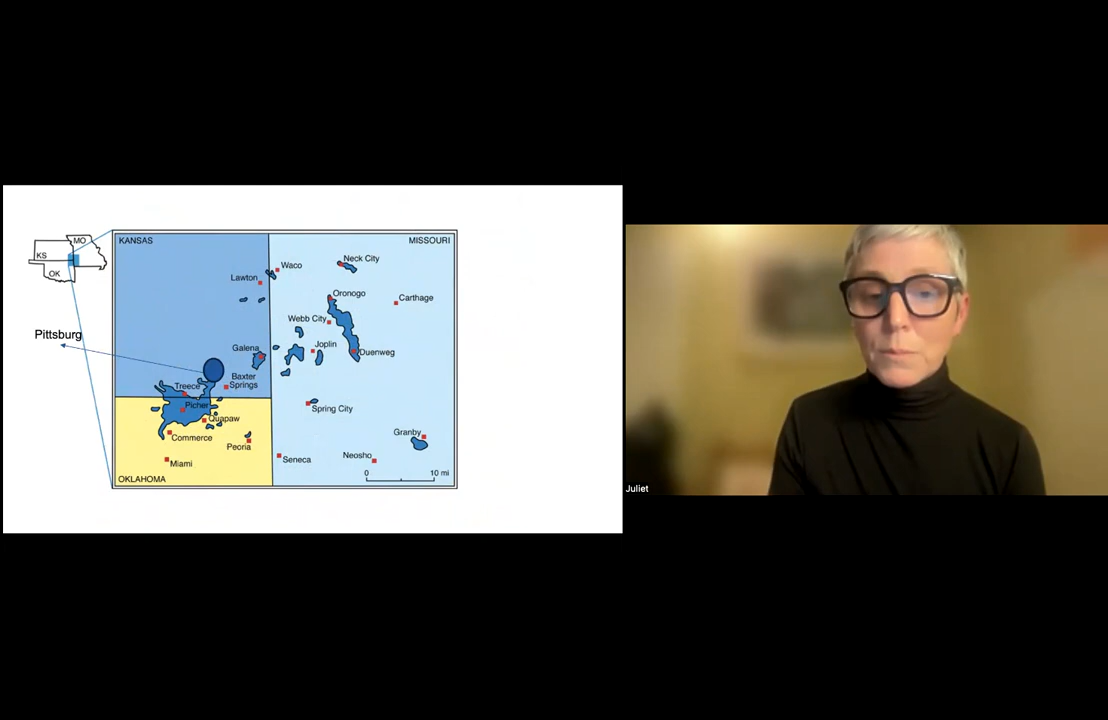 MO
KS
OK
Pittsburg
KANSAS
MISSOURI
Waco
Neck City
Lawton
Oronogo
Carthage
Webb City
Joplin
Galena
Duenweg
Baxter
Springs
Treece
Picher
Spring City
Quapaw
Commerce
Granby
Peoria
Miami
Seneca
Neosho
0
10 mi
OKLAHOMA
Juliet